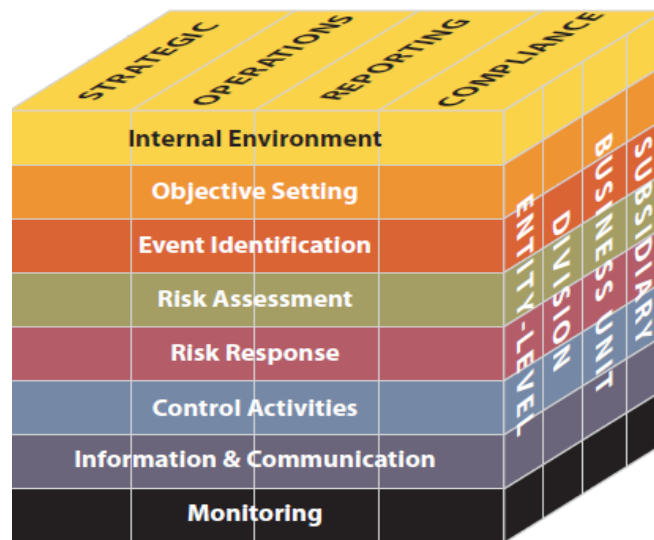 STRATEGIC
OPERATIONS
REPORTING
COMPLIANCE
Internal Environment
Objective Setting
Event Identification
Risk Assessment
Risk Response
Control Activities
Information & Communication
Monitoring
ENTITY-LEVEL
DIVISION
BUSINESS UNIT
SUBSIDIARY